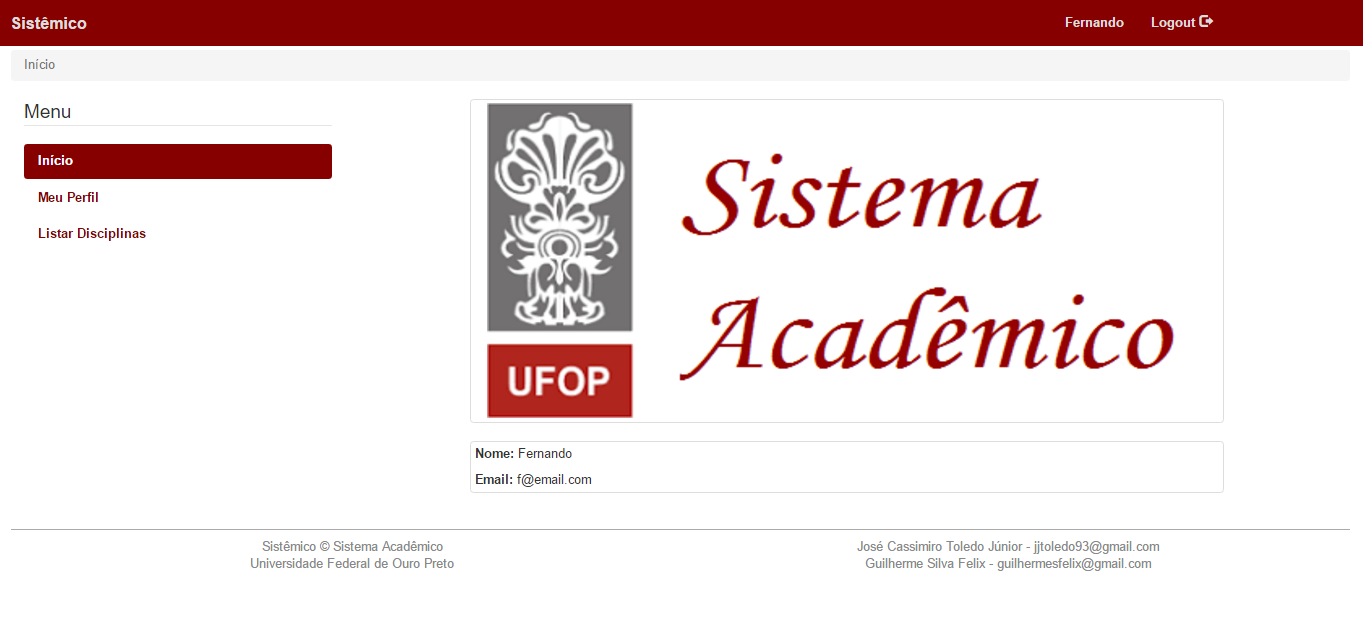 Sistêmico
Fernando
Logout
Início
Menu
Início
Meu Perfil
Listar Disciplinas
Sistema
Acadêmico
UFOP
Nome: Fernando
Email: f@email.com
Sistêmico © Sistema Acadêmico
Universidade Federal de Ouro Preto
José Cassimiro Toledo Júnior - jjtoledo93@gmail.com
Guilherme Silva Felix - guilhermesfelix@gmail.com